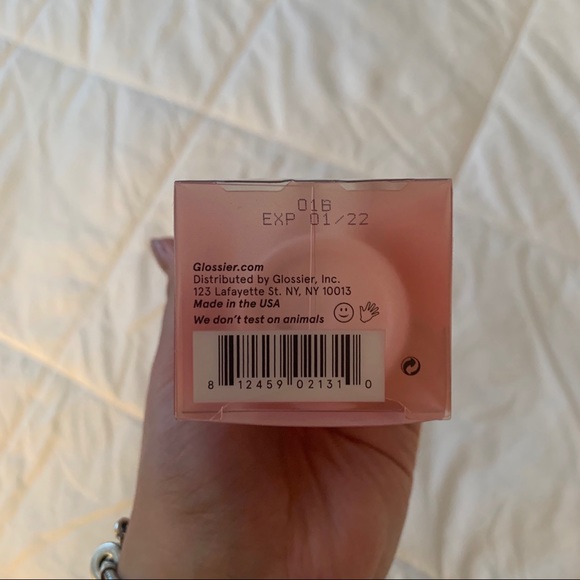 01B
EXP 01/22
Glossier.com
Distributed by Glossier, Inc.
123 Lafayette St. NY, NY 10013
Made in the USA
We don't test on animals
8 12459 02131 0